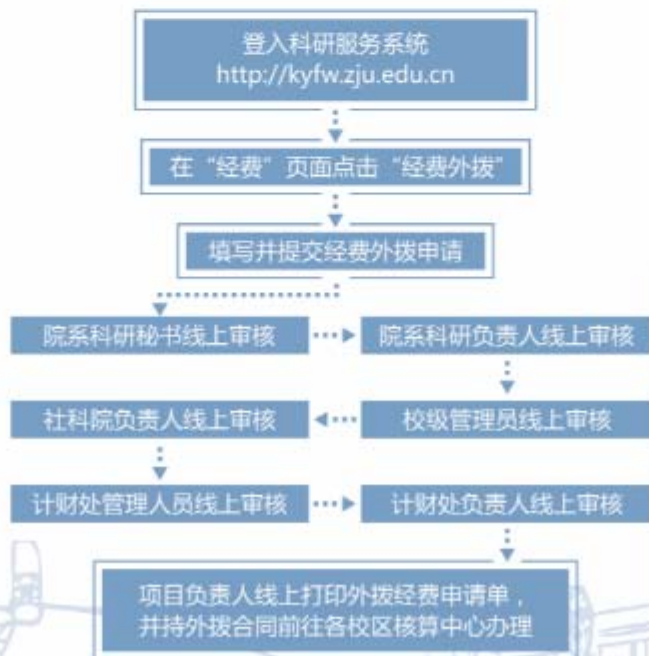 登入科研服务系统
http://kyfw.zju.edu.cn
在“经费”页面点击“经费外拨”
填写并提交经费外拨申请
院系科研秘书线上审核
院系科研负责人线上审核
校级管理员线上审核
社科院负责人线上审核
计财处管理人员线上审核
计财处负责人线上审核
项目负责人线上打印外拨经费申请单，
并持外拨合同前往各校区核算中心办理